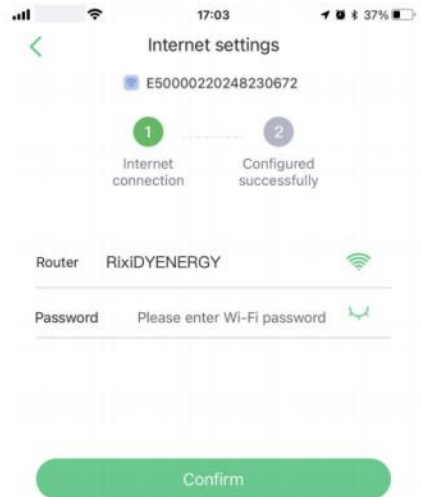 17:03
37%
Internet settings
E50000220248230672
1
2
Internet
connection
Configured
successfully
Router RixiDYENERGY
Password Please enter Wi-Fi password
Confirm